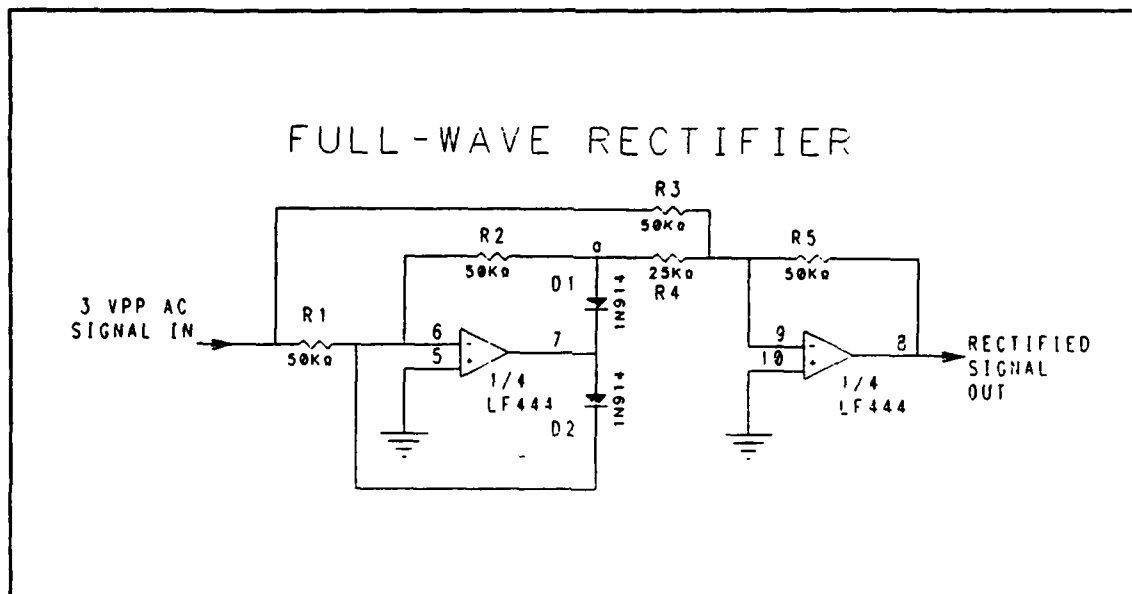 FULL-WAVE RECTIFIER
R3
50KΩ
R2
50KΩ
a
R4
25KΩ
R5
50KΩ
D1
1N914
3 VPP AC
SIGNAL IN
R1
50KΩ
6
5
-
+
7
1/4
LF444
D2
1N914
9
10
-
+
8
1/4
LF444
RECTIFIED
SIGNAL
OUT